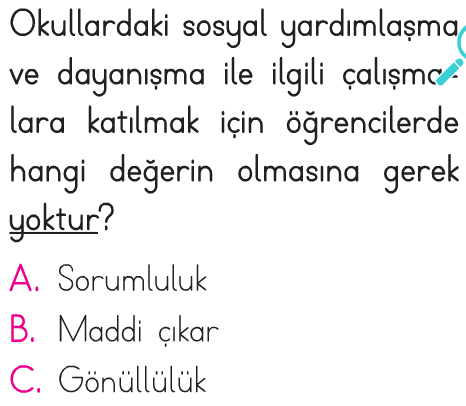 Okullardaki sosyal yardımlaşma
ve dayanışma ile ilgili çalışma-
lara katılmak için öğrencilerde
hangi değerin olmasına gerek
yoktur?
A. Sorumluluk
B. Maddi çıkar
C. Gönüllülük